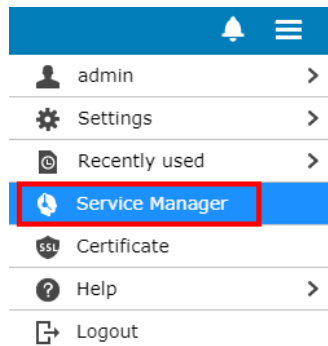 admin
Settings
Recently used
Service Manager
SSL Certificate
Help
Logout